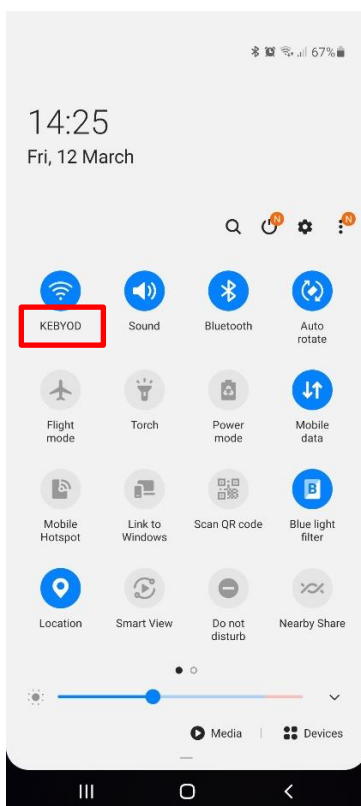 67%
14:25
Fri, 12 March
N
N
KEBYOD
Sound
Bluetooth
Auto
rotate
Flight
mode
Torch
Power
mode
Mobile
data
Mobile
Hotspot
Link to
Windows
Scan QR code
B
Blue light
filter
Location
Smart View
Do not
disturb
Nearby Share
Media
Devices